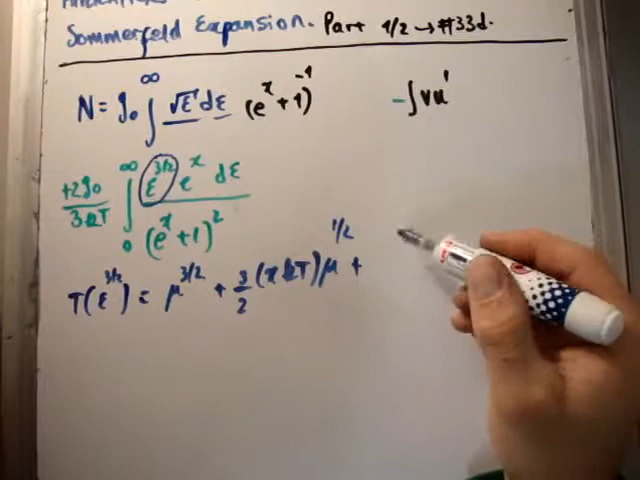 Sommerfeld Expansion. Part 1/2 → #33d.
N = g₀ ∫₀^∞ √ε dε (e^x + 1)^-1    -∫vu'
+2g₀/3kT ∫₀^∞ ε^3/2 e^x dε / (e^x + 1)^2
T(ε^3/2) = μ^3/2 + 3/2 (x kT) μ^1/2 +